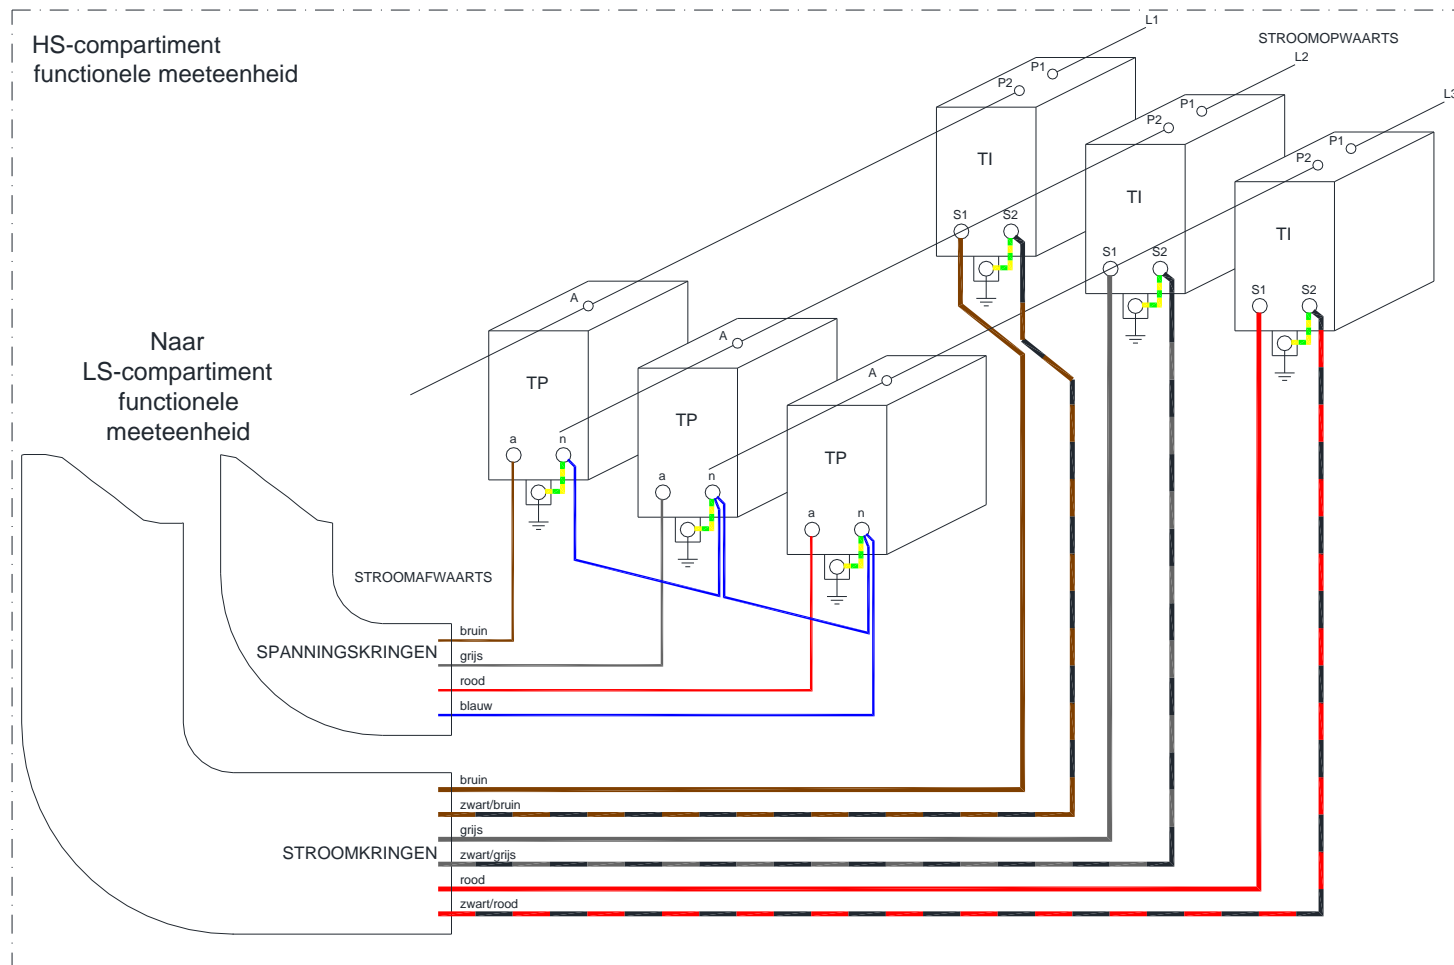 HS-compartiment
functionele meeteenheid
L1
STROOMOPWAARTS
L2
L3
P1
P2
TI
S1
S2
P1
P2
TI
S1
S2
P1
P2
TI
S1
S2
A
TP
a
n
A
TP
a
n
A
TP
a
n
Naar
LS-compartiment
functionele
meeteenheid
STROOMAFWAARTS
SPANNINGSKRINGEN
bruin
grijs
rood
blauw
STROOMKRINGEN
bruin
zwart/bruin
grijs
zwart/grijs
rood
zwart/rood